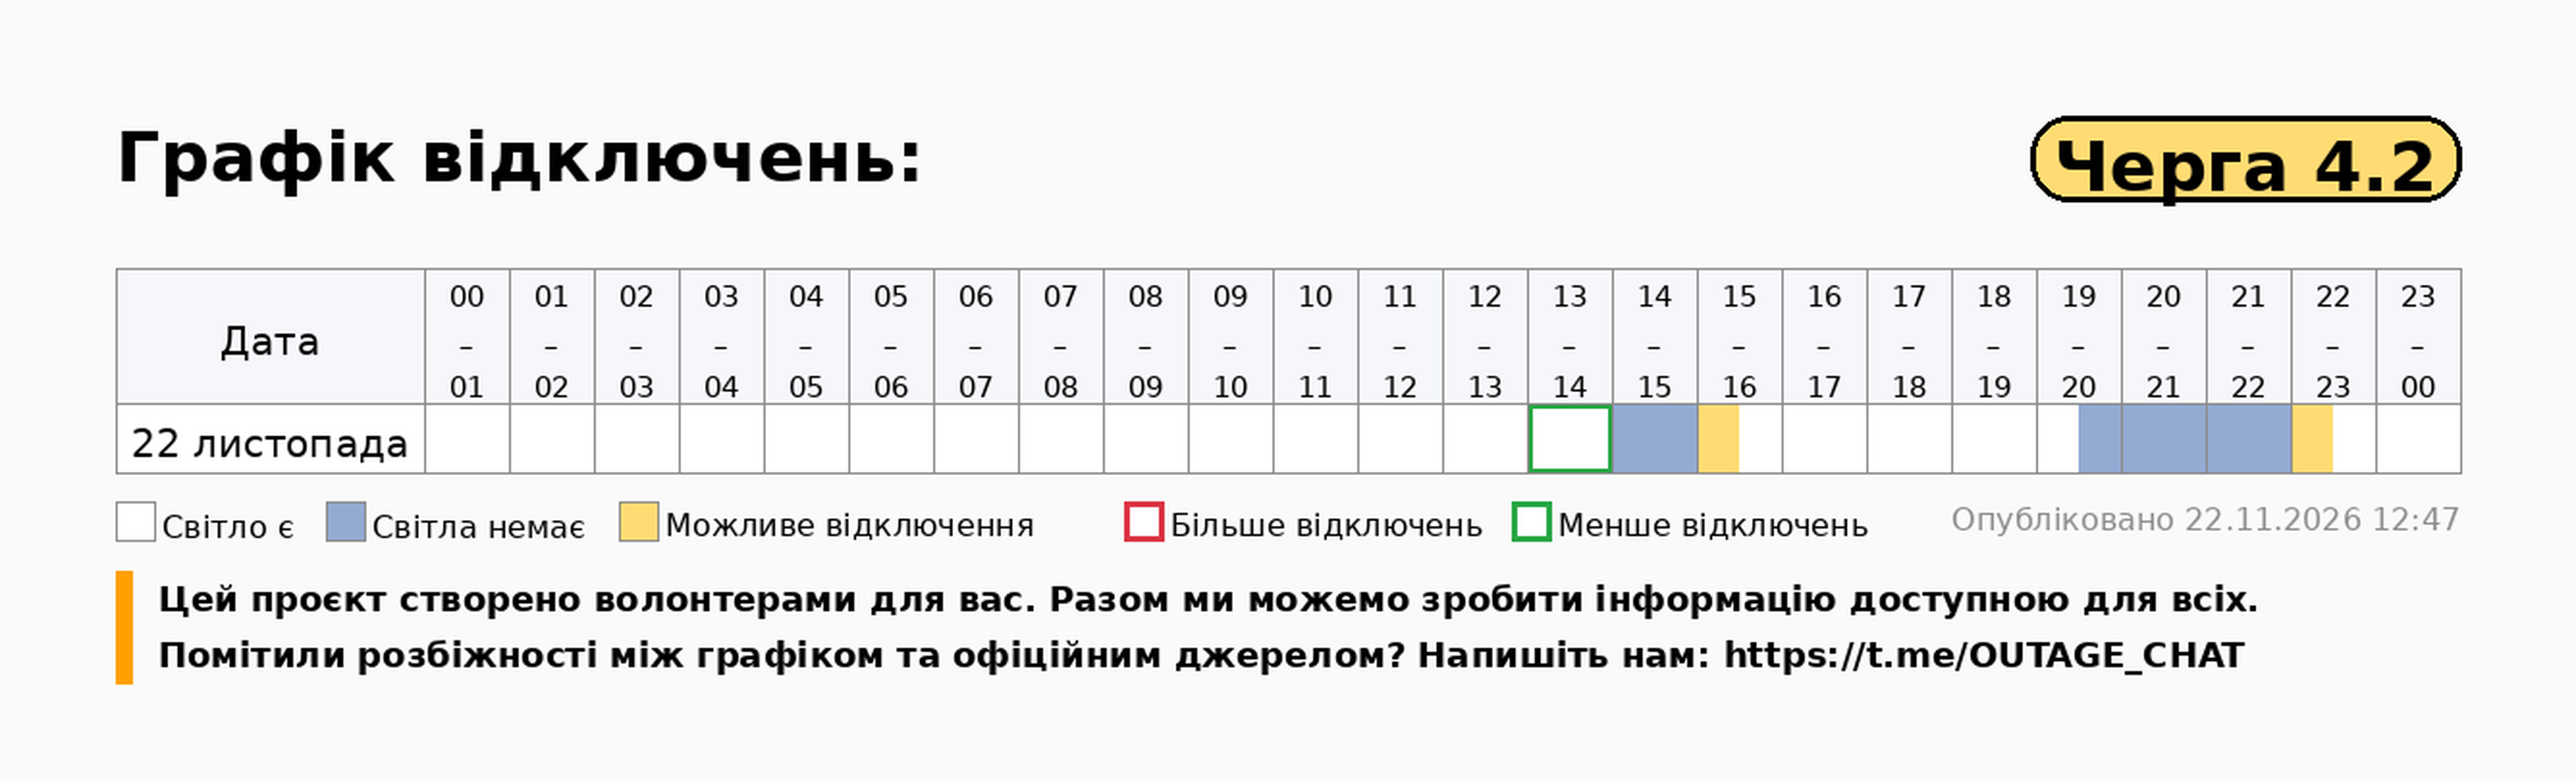 Графік відключень:
Черга 4.2
Дата 00 – 01 01 – 02 02 – 03 03 – 04 04 – 05 05 – 06 06 – 07 07 – 08 08 – 09 09 – 10 10 – 11 11 – 12 12 – 13 13 – 14 14 – 15 15 – 16 16 – 17 17 – 18 18 – 19 19 – 20 20 – 21 21 – 22 22 – 23 23 – 00
22 листопада
Світло є Світла немає Можливе відключення Більше відключень Менше відключень Опубліковано 22.11.2026 12:47
Цей проєкт створено волонтерами для вас. Разом ми можемо зробити інформацію доступною для всіх.
Помітили розбіжності між графіком та офіційним джерелом? Напишіть нам: https://t.me/OUTAGE_CHAT